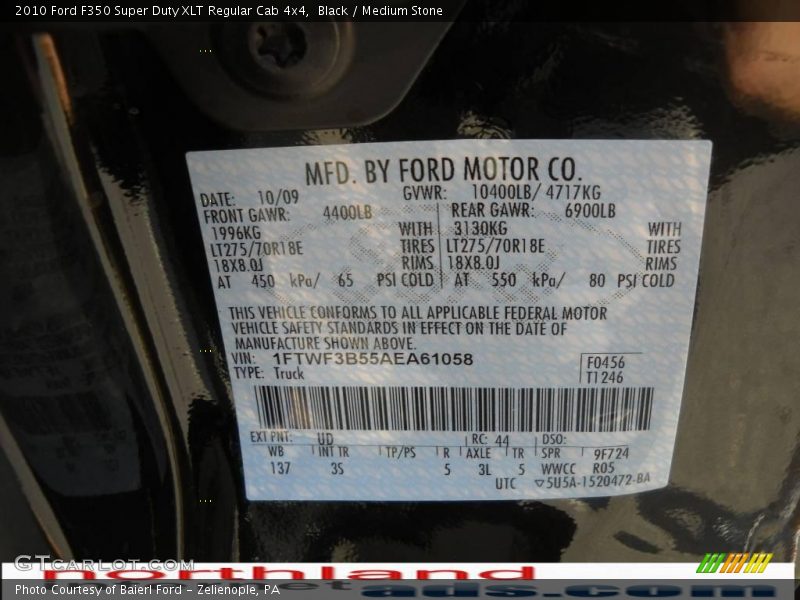 2010 Ford F350 Super Duty XLT Regular Cab 4x4, Black / Medium Stone
MFD. BY FORD MOTOR CO.
DATE: 10/09 GVWR: 10400LB/ 4717KG
FRONT GAWR: 4400LB REAR GAWR: 6900LB
1996KG WITH 3130KG WITH
LT275/70R18E TIRES LT275/70R18E TIRES
18X8.0J RIMS 18X8.0J RIMS
AT 450 kPa/ 65 PSI COLD AT 550 kPa/ 80 PSI COLD
THIS VEHICLE CONFORMS TO ALL APPLICABLE FEDERAL MOTOR
VEHICLE SAFETY STANDARDS IN EFFECT ON THE DATE OF
MANUFACTURE SHOWN ABOVE.
VIN: 1FTWF3B55AEA61058 F0456
TYPE: Truck T1246
EXT PNT: UD RC: 44 DSO:
WB INT TR TP/PS R AXLE TR SPR 9F724
137 3S 5 3L 5 WWCC R05
UTC ▽5U5A-1520472-BA
GTcarlot.com
northland
ads.com
Photo Courtesy of Baierl Ford - Zelienople, PA